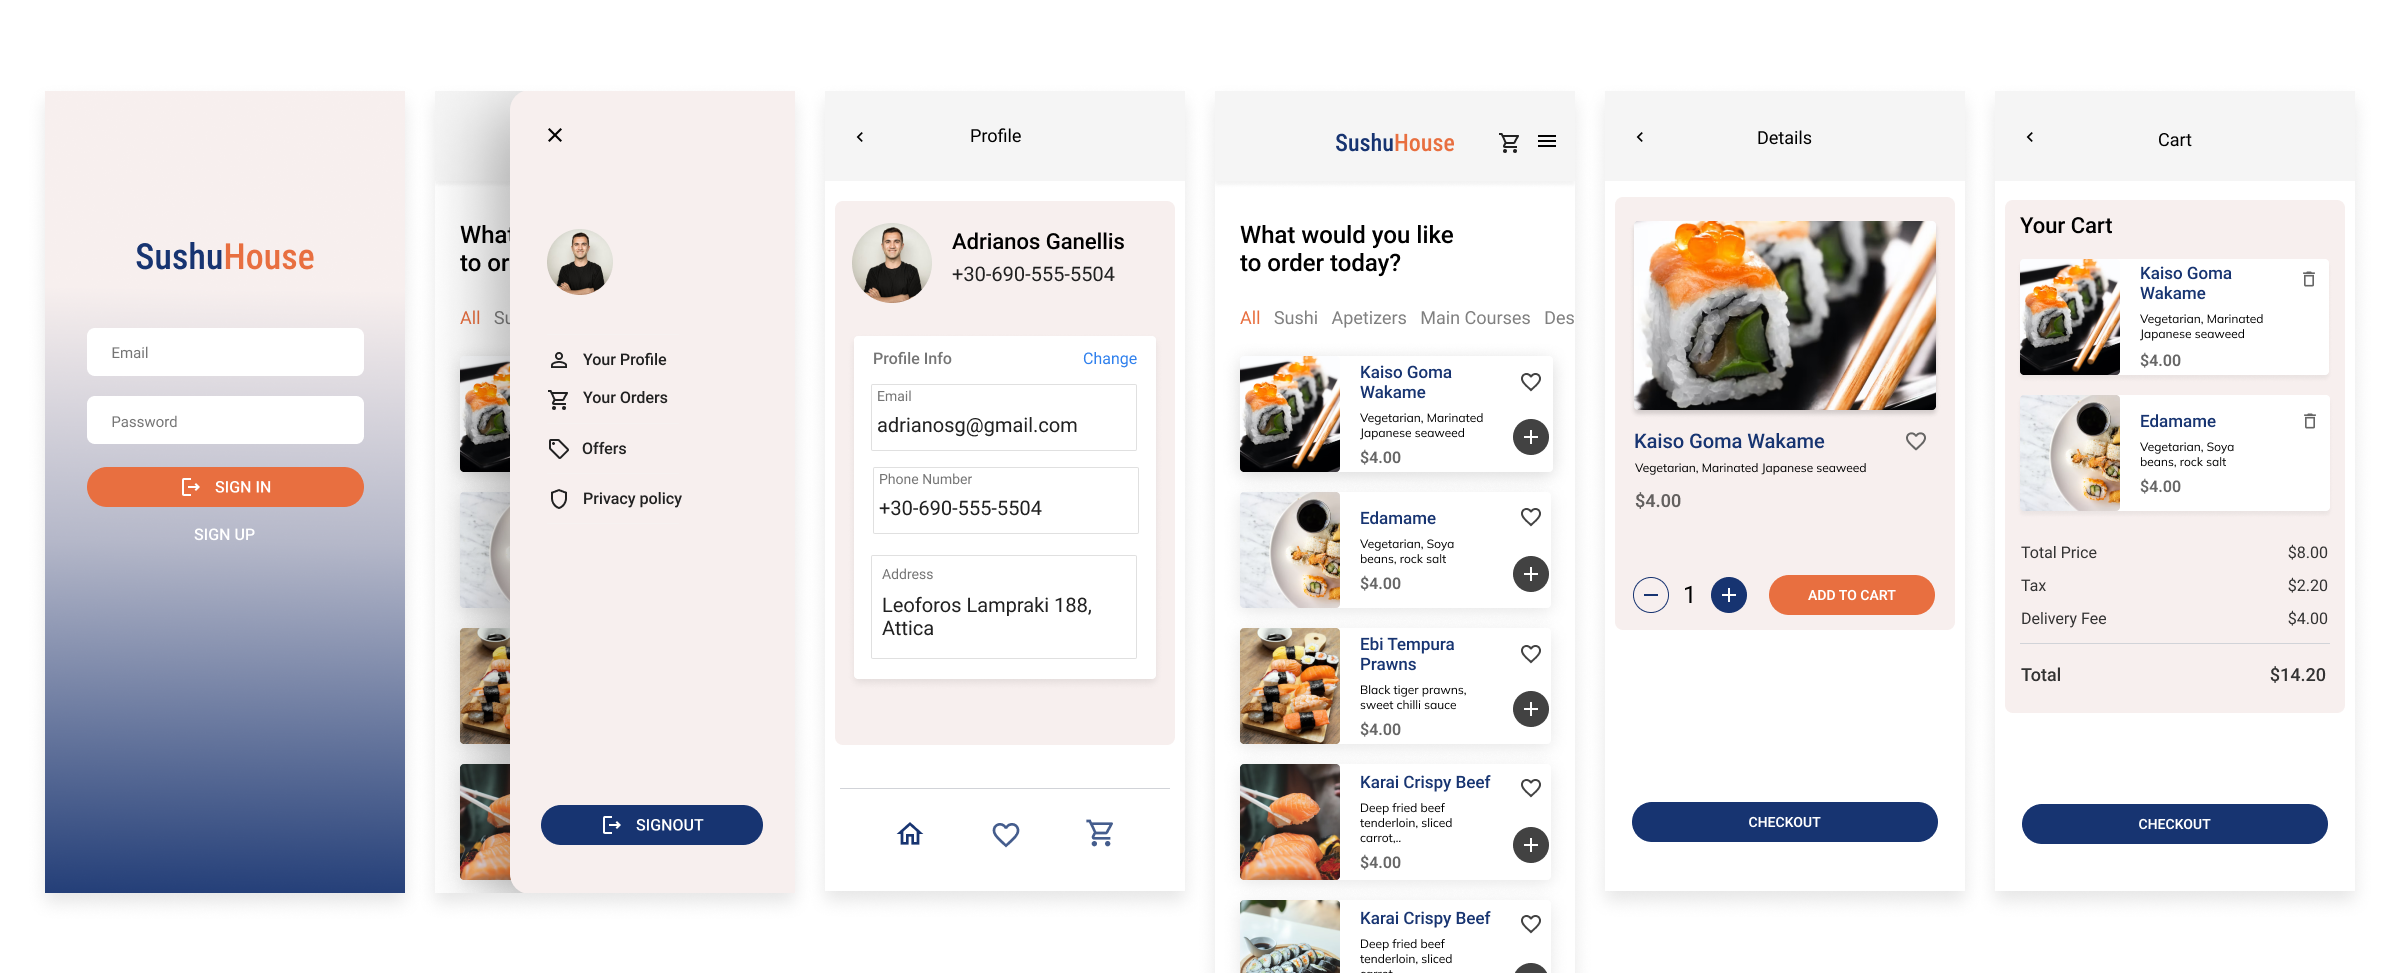 SushuHouse
Email
Password
SIGN IN
SIGN UP
What
to or
All Su
Your Profile
Your Orders
Offers
Privacy policy
SIGNOUT
Profile
Adrianos Ganellis
+30-690-555-5504
Profile Info Change
Email
adrianosg@gmail.com
Phone Number
+30-690-555-5504
Address
Leoforos Lampraki 188,
Attica
SushuHouse
What would you like
to order today?
All Sushi Apetizers Main Courses Des
Kaiso Goma
Wakame
Vegetarian, Marinated
Japanese seaweed
$4.00
Edamame
Vegetarian, Soya
beans, rock salt
$4.00
Ebi Tempura
Prawns
Black tiger prawns,
sweet chilli sauce
$4.00
Karai Crispy Beef
Deep fried beef
tenderloin, sliced
carrot,..
$4.00
Karai Crispy Beef
Deep fried beef
tenderloin, sliced
Details
Kaiso Goma Wakame
Vegetarian, Marinated Japanese seaweed
$4.00
1
ADD TO CART
CHECKOUT
Cart
Your Cart
Kaiso Goma
Wakame
Vegetarian, Marinated
Japanese seaweed
$4.00
Edamame
Vegetarian, Soya
beans, rock salt
$4.00
Total Price $8.00
Tax $2.20
Delivery Fee $4.00
Total $14.20
CHECKOUT